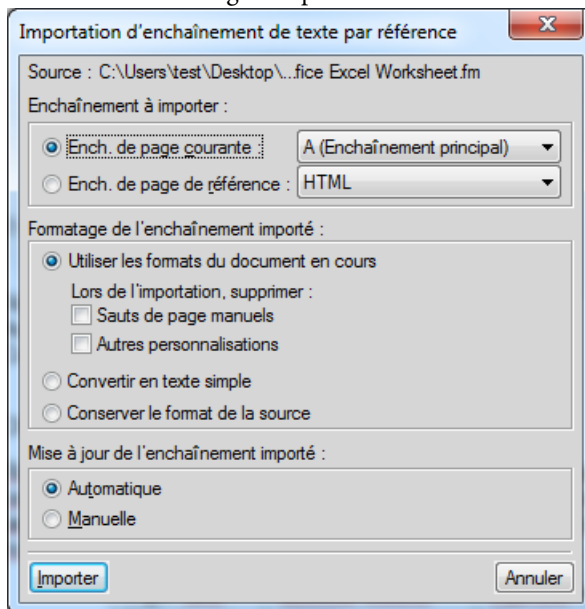 Importation d'enchaînement de texte par référence
Source : C:\Users\test\Desktop\...fice Excel Worksheet.fm
Enchaînement à importer :
Ench. de page courante : A (Enchaînement principal)
Ench. de page de référence : HTML
Formatage de l'enchaînement importé :
Utiliser les formats du document en cours
Lors de l'importation, supprimer :
Sauts de page manuels
Autres personnalisations
Convertir en texte simple
Conserver le format de la source
Mise à jour de l'enchaînement importé :
Automatique
Manuelle
Importer Annuler